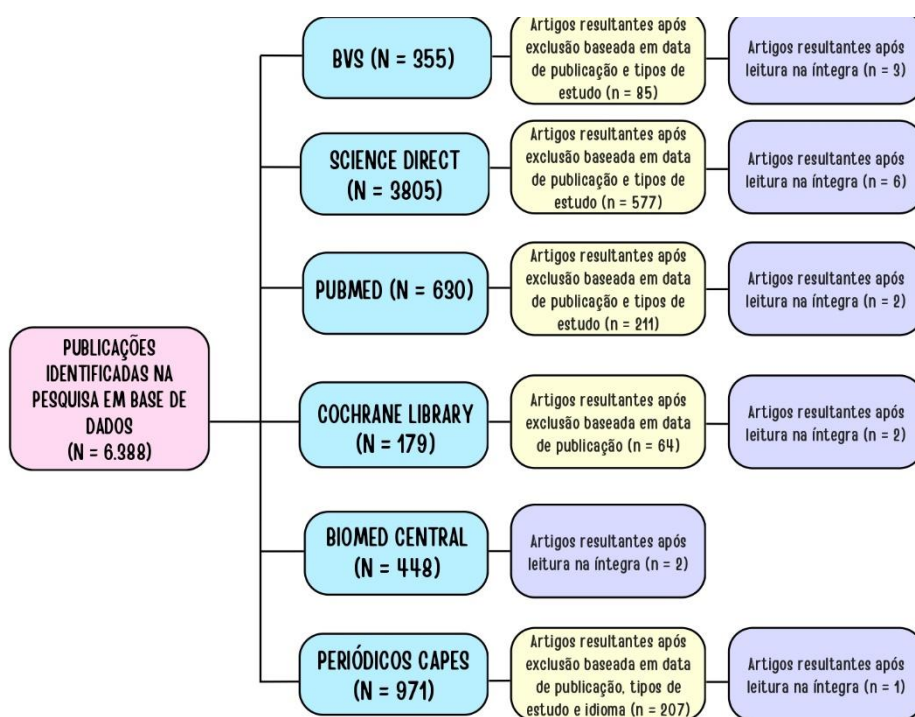 BVS (N = 355)
Artigos resultantes após
exclusão baseada em data
de publicação e tipos de
estudo (n = 85)
Artigos resultantes após
leitura na íntegra (n = 3)
SCIENCE DIRECT
(N = 3805)
Artigos resultantes após
exclusão baseada em data
de publicação e tipos de
estudo (n = 577)
Artigos resultantes após
leitura na íntegra (n = 6)
PUBMED (N = 630)
Artigos resultantes após
exclusão baseada em data
de publicação e tipos de
estudo (n = 211)
Artigos resultantes após
leitura na íntegra (n = 2)
PUBLICAÇÕES
IDENTIFICADAS NA
PESQUISA EM BASE DE
DADOS
(N = 6.388)
COCHRANE LIBRARY
(N = 179)
Artigos resultantes após
exclusão baseada em data
de publicação (n = 64)
Artigos resultantes após
leitura na íntegra (n = 2)
BIOMED CENTRAL
(N = 448)
Artigos resultantes após
leitura na íntegra (n = 2)
PERIÓDICOS CAPES
(N = 971)
Artigos resultantes após
exclusão baseada em data
de publicação, tipos de
estudo e idioma (n = 207)
Artigos resultantes após
leitura na íntegra (n = 1)